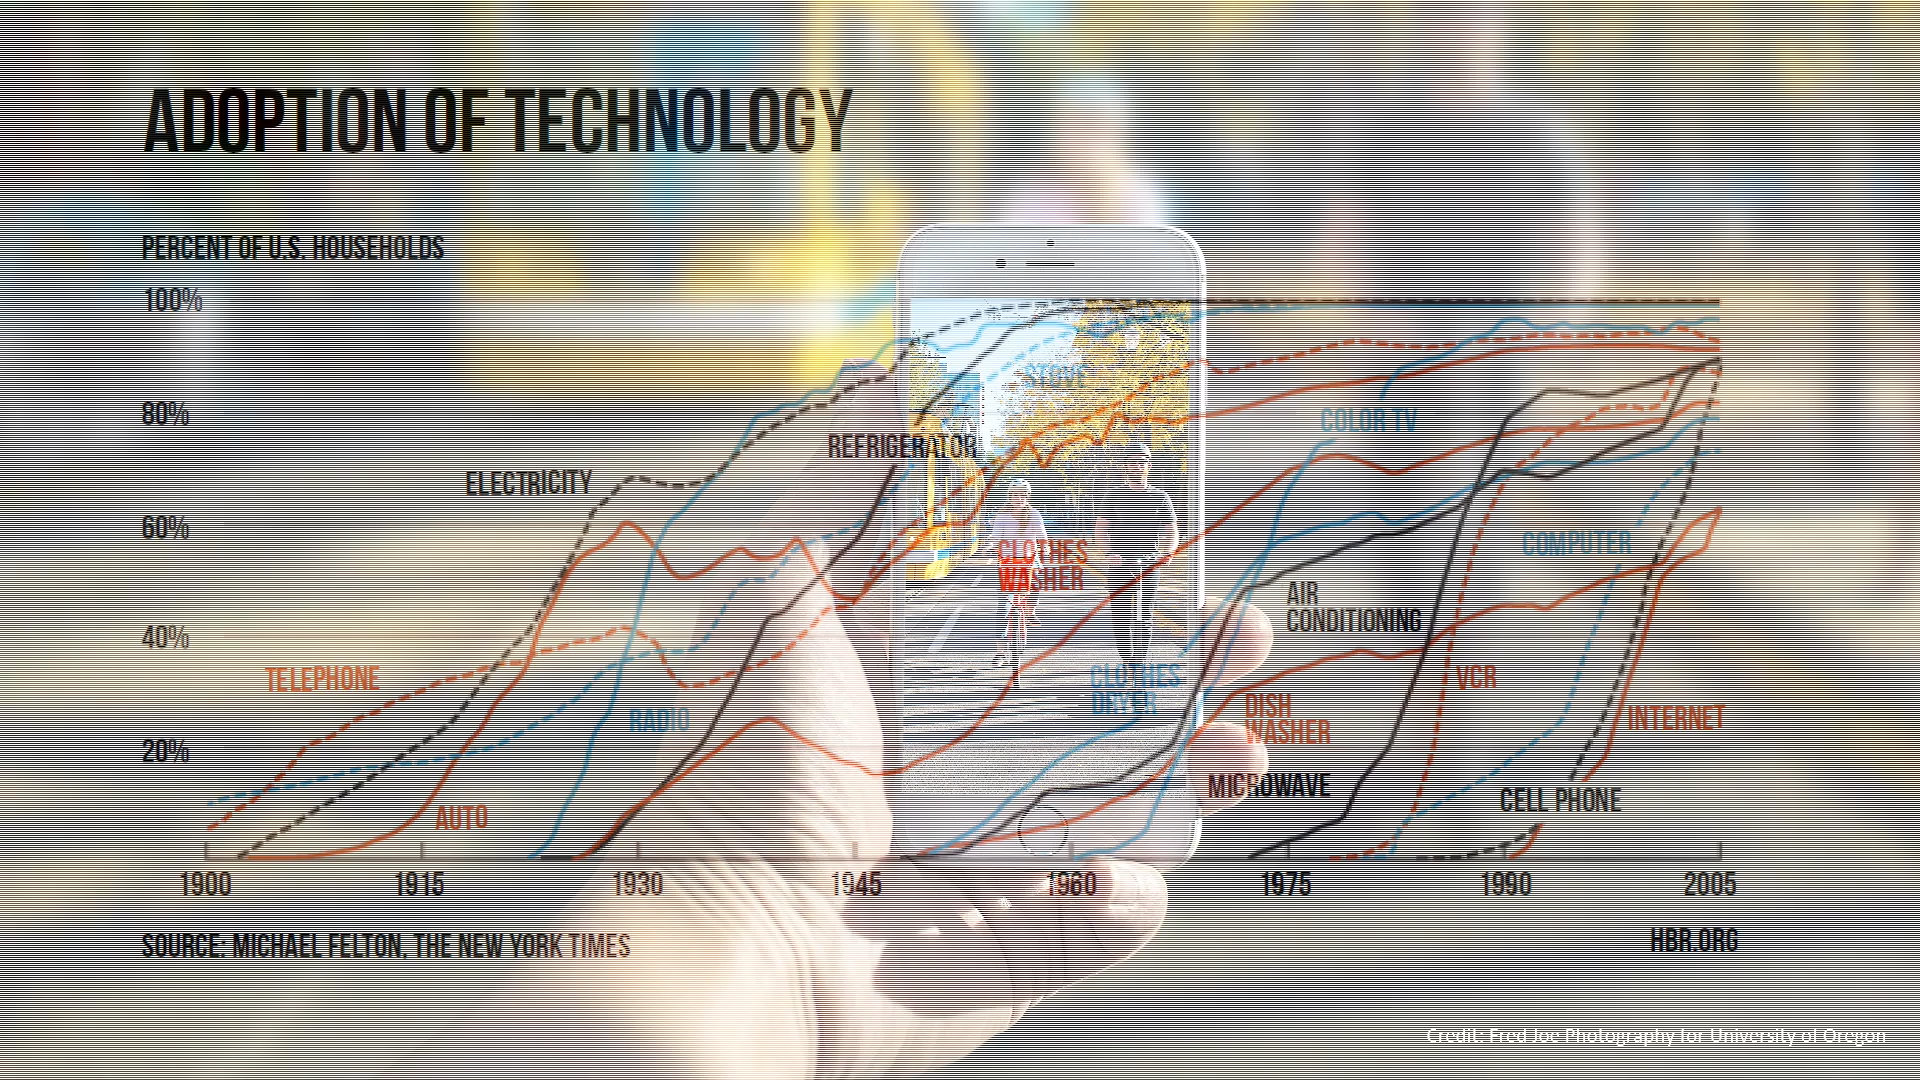 ADOPTION OF TECHNOLOGY
PERCENT OF U.S. HOUSEHOLDS
100%
80%
60%
40%
20%
STOVE
COLOR TV
REFRIGERATOR
ELECTRICITY
COMPUTER
CLOTHES
WASHER
AIR
CONDITIONING
TELEPHONE
CLOTHES
DRYER
VCR
RADIO
DISH
WASHER
INTERNET
MICROWAVE
CELL PHONE
AUTO
1900 1915 1930 1945 1960 1975 1990 2005
SOURCE: MICHAEL FELTON, THE NEW YORK TIMES
HBR.ORG
Credit: Fred Joe Photography for University of Oregon